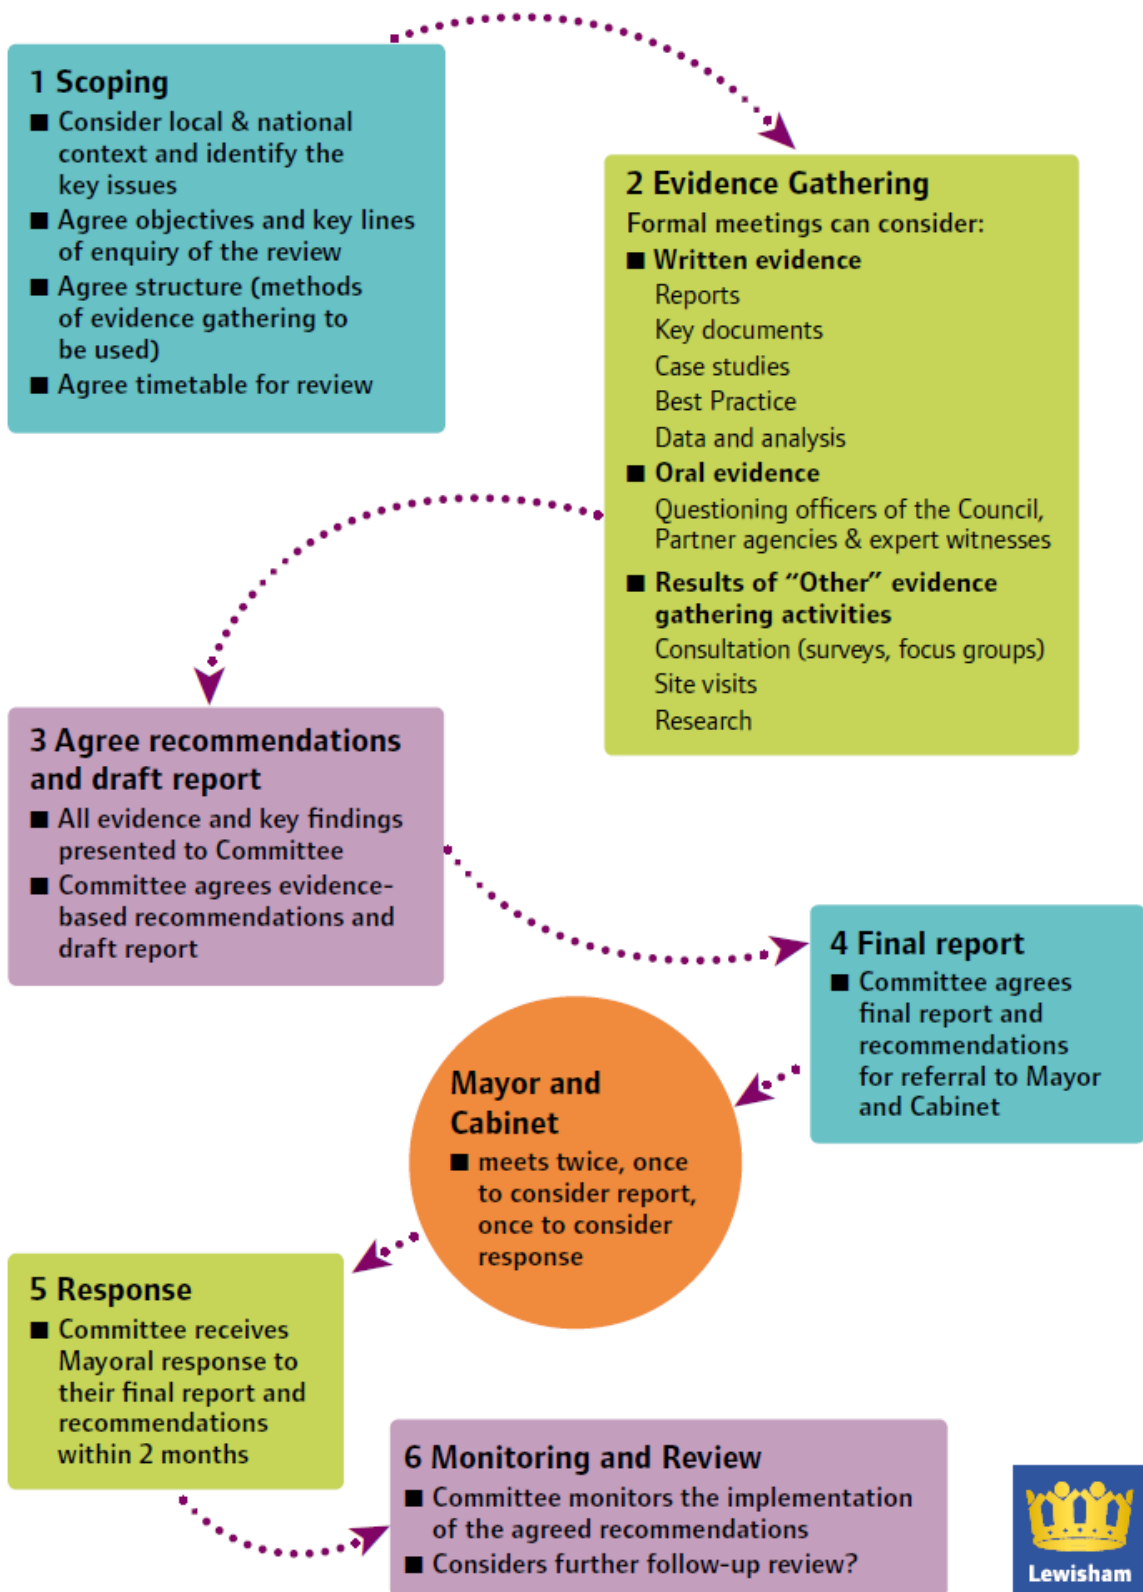 1 Scoping
■ Consider local & national
context and identify the
key issues
■ Agree objectives and key lines
of enquiry of the review
■ Agree structure (methods
of evidence gathering to
be used)
■ Agree timetable for review
2 Evidence Gathering
Formal meetings can consider:
■ Written evidence
Reports
Key documents
Case studies
Best Practice
Data and analysis
■ Oral evidence
Questioning officers of the Council,
Partner agencies & expert witnesses
■ Results of “Other” evidence
gathering activities
Consultation (surveys, focus groups)
Site visits
Research
3 Agree recommendations
and draft report
■ All evidence and key findings
presented to Committee
■ Committee agrees evidence-
based recommendations and
draft report
4 Final report
■ Committee agrees
final report and
recommendations
for referral to Mayor
and Cabinet
Mayor and
Cabinet
■ meets twice, once
to consider report,
once to consider
response
5 Response
■ Committee receives
Mayoral response to
their final report and
recommendations
within 2 months
6 Monitoring and Review
■ Committee monitors the implementation
of the agreed recommendations
■ Considers further follow-up review?
Lewisham